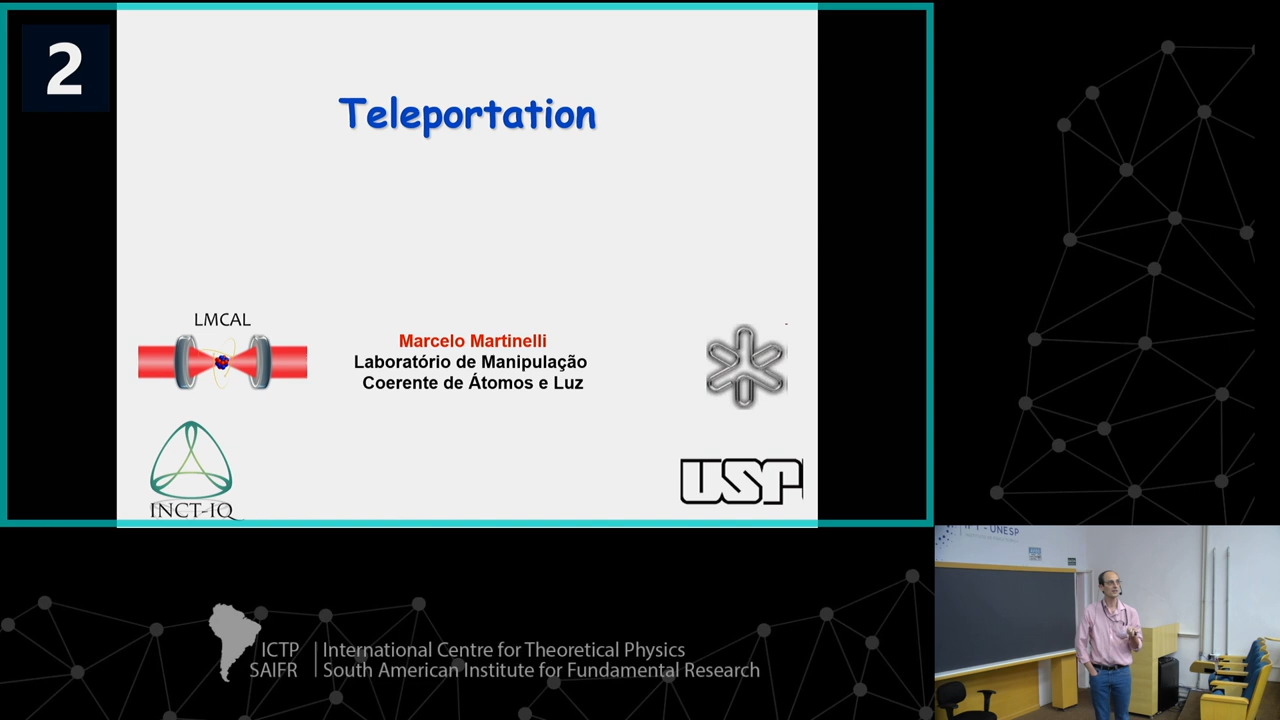 2
Teleportation
LMCAL
Marcelo Martinelli
Laboratório de Manipulação
Coerente de Átomos e Luz
INCT-IQ
USP
ICTP
SAIFR
International Centre for Theoretical Physics
South American Institute for Fundamental Research
UNESP